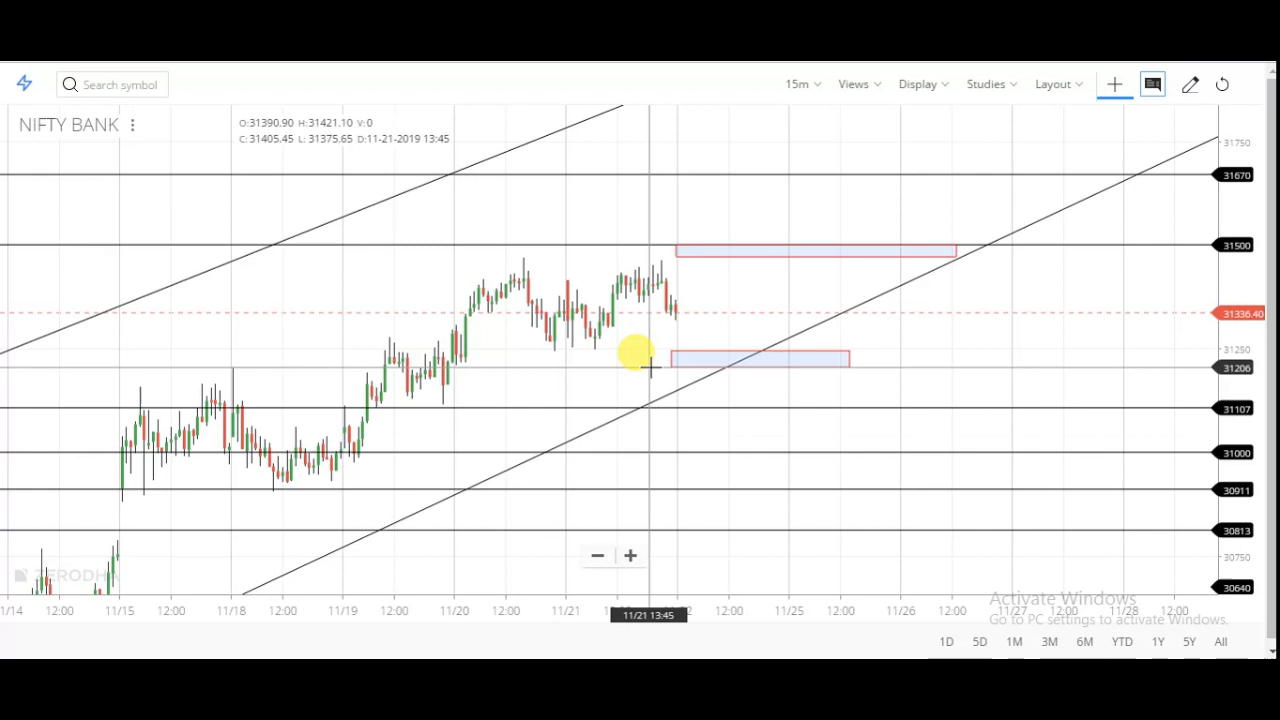 Search symbol 15m Views Display Studies Layout
NIFTY BANK
O:31390.90 H:31421.10 V:0
C:31405.45 L: 31375.65 D:11-21-2019 13:45
31750
31670
31500
31336.40
31250
31206
31107
31000
30911
30813
30750
30640
ZERODHA
11/14 12:00 11/15 12:00 11/18 12:00 11/19 12:00 11/20 12:00 11/21 12:00 11/25 12:00 11/26 12:00 11/27 12:00 11/28 12:00
11/21 13:45
Activate Windows
Go to PC settings to activate Windows.
1D 5D 1M 3M 6M YTD 1Y 5Y All